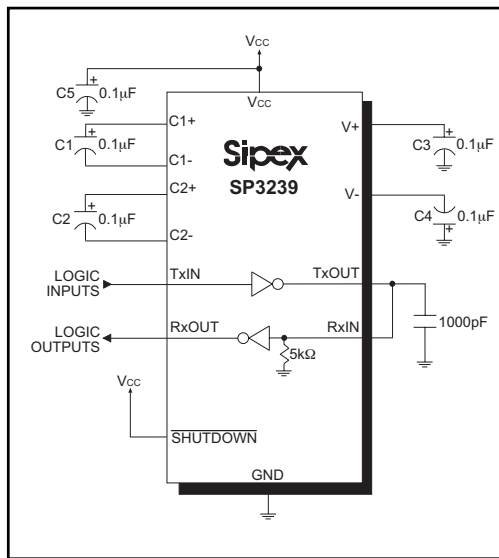 VCC
C5
+
0.1µF
VCC
C1
+
0.1µF
C1+
C1-
C2
+
0.1µF
C2+
C2-
Sipex
SP3239
V+
C3
+
0.1µF
V-
C4
+
0.1µF
LOGIC
INPUTS
TxIN
TxOUT
LOGIC
OUTPUTS
RxOUT
RxIN
5kΩ
1000pF
VCC
SHUTDOWN
GND